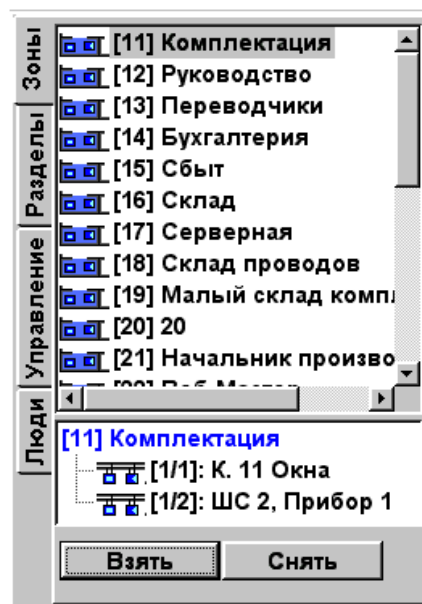 Зоны
Разделы
Управление
Люди
[11] Комплектация
[12] Руководство
[13] Переводчики
[14] Бухгалтерия
[15] Сбыт
[16] Склад
[17] Серверная
[18] Склад проводов
[19] Малый склад комп
[20] 20
[21] Начальник произво
[11] Комплектация
[1/1]: К. 11 Окна
[1/2]: ШС 2, Прибор 1
Взять
Снять